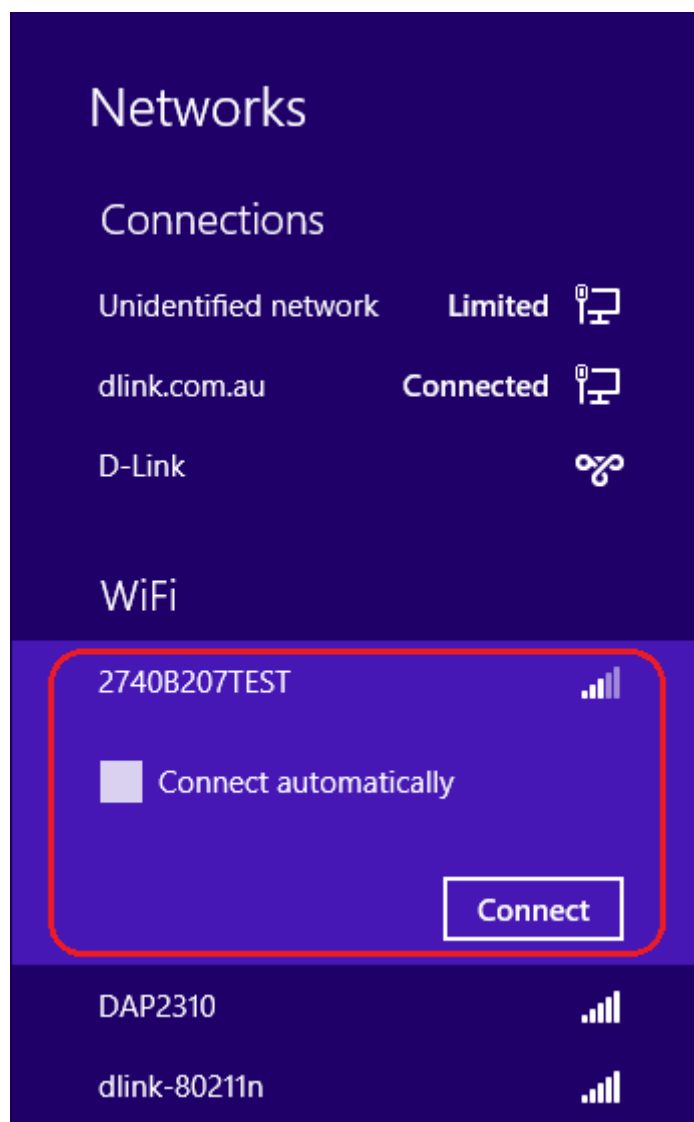 Networks
Connections
Unidentified network Limited
dlink.com.au Connected
D-Link
WiFi
2740B207TEST
Connect automatically
Connect
DAP2310
dlink-80211n